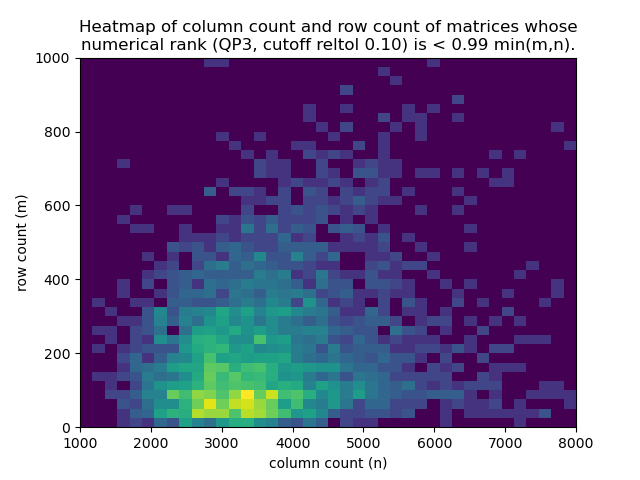 Heatmap of column count and row count of matrices whose
numerical rank (QP3, cutoff reltol 0.10) is < 0.99 min(m,n).
1000
800
600
400
200
0
row count (m)
1000 2000 3000 4000 5000 6000 7000 8000
column count (n)